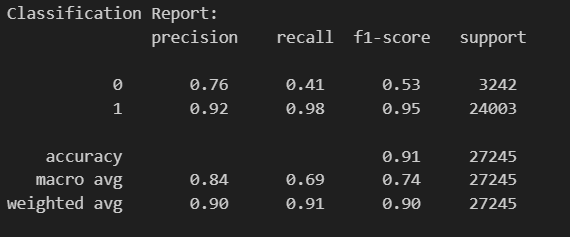 Classification Report:
precision recall f1-score support
0 0.76 0.41 0.53 3242
1 0.92 0.98 0.95 24003
accuracy 0.91 27245
macro avg 0.84 0.69 0.74 27245
weighted avg 0.90 0.91 0.90 27245